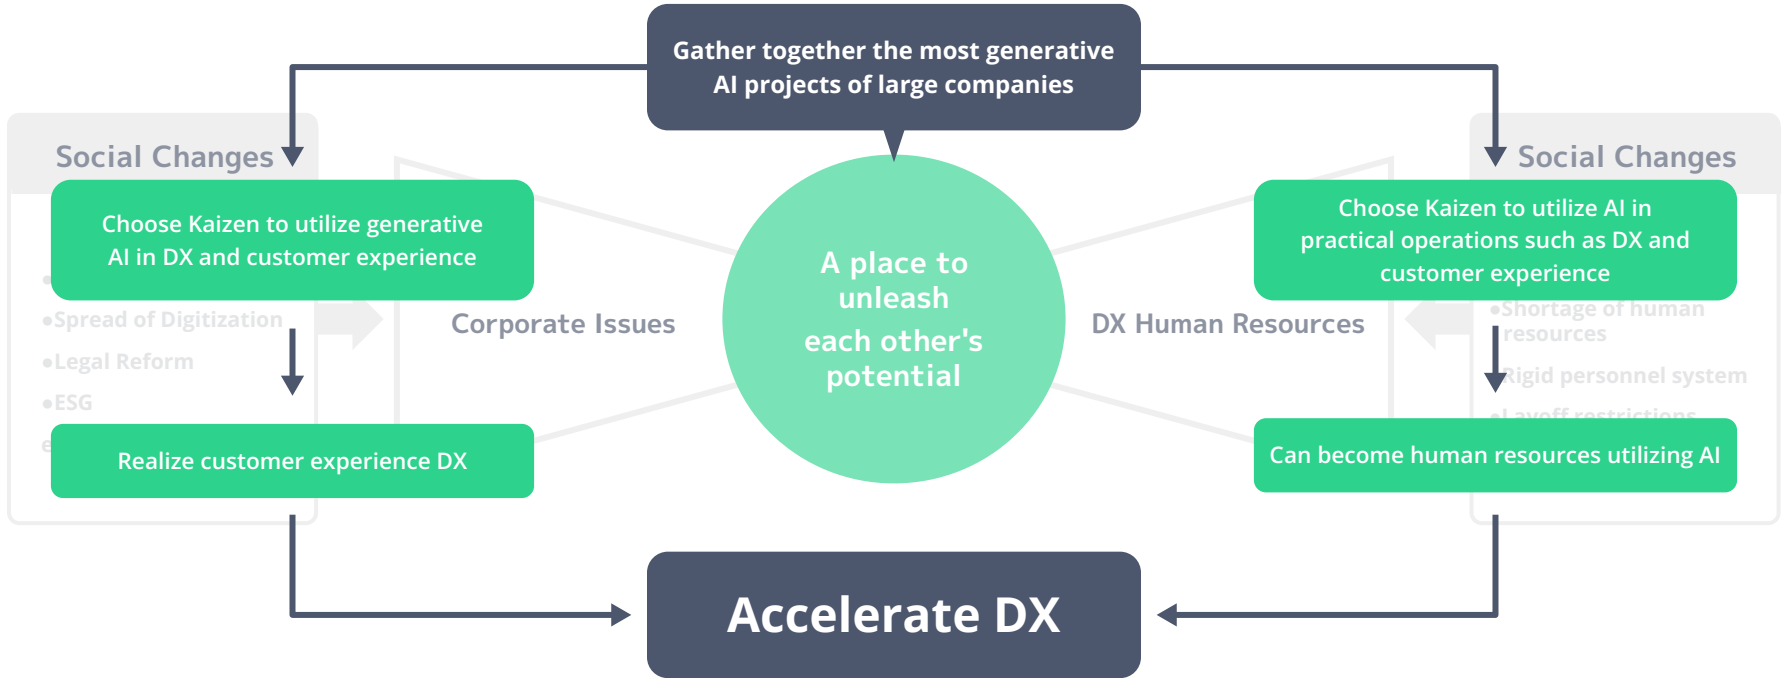 Gather together the most generative
AI projects of large companies
Social Changes
Choose Kaizen to utilize generative
AI in DX and customer experience
●Spread of Digitization
●Legal Reform
●ESG
Realize customer experience DX
Corporate Issues
A place to
unleash
each other's
potential
DX Human Resources
Social Changes
Choose Kaizen to utilize AI in
practical operations such as DX and
customer experience
●Shortage of human
resources
●Rigid personnel system
●Layoff restrictions
Can become human resources utilizing AI
Accelerate DX